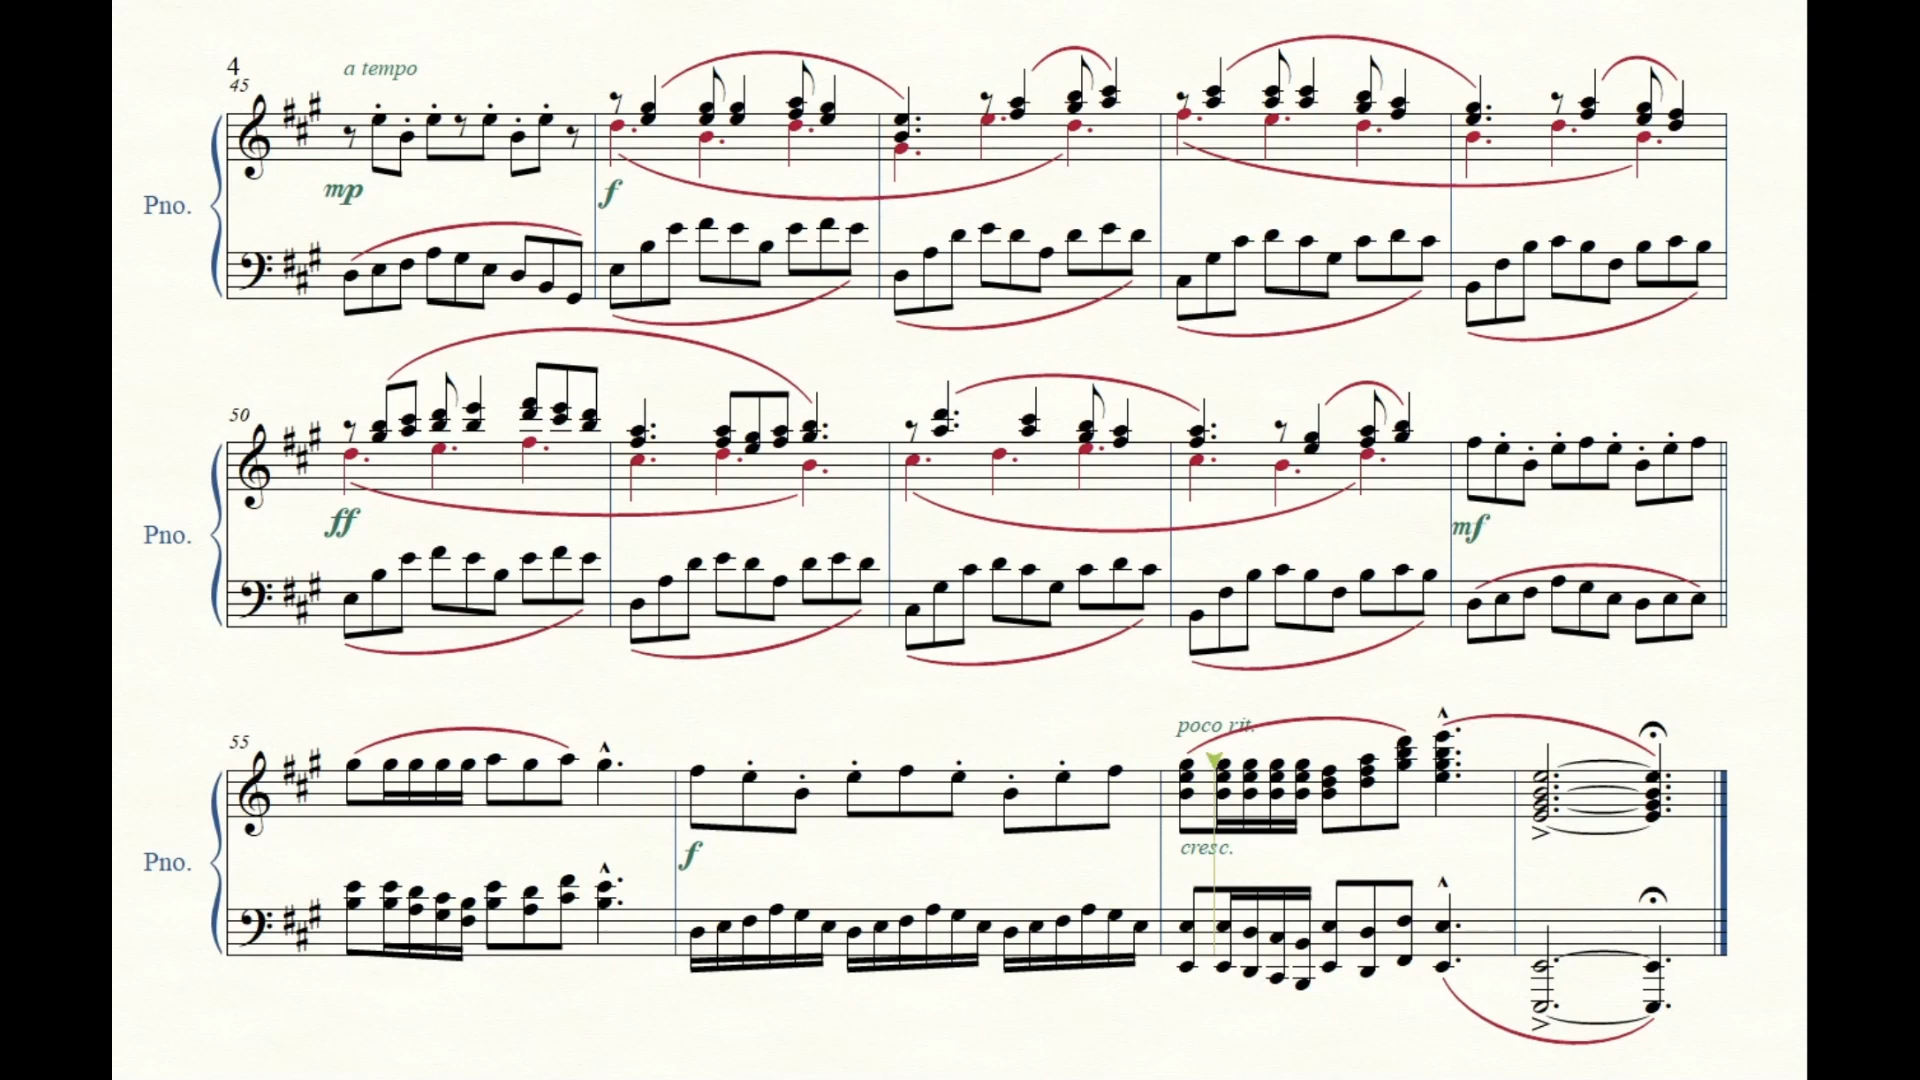 4
45
a tempo
mp
f
Pno.
50
ff
mf
Pno.
55
poco rit.
f
cresc.
Pno.